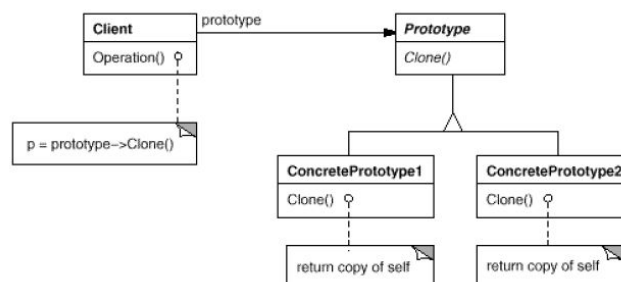 Client
prototype
Prototype
Operation()
Clone()
p = prototype->Clone()
ConcretePrototype1
ConcretePrototype2
Clone()
Clone()
return copy of self
return copy of self